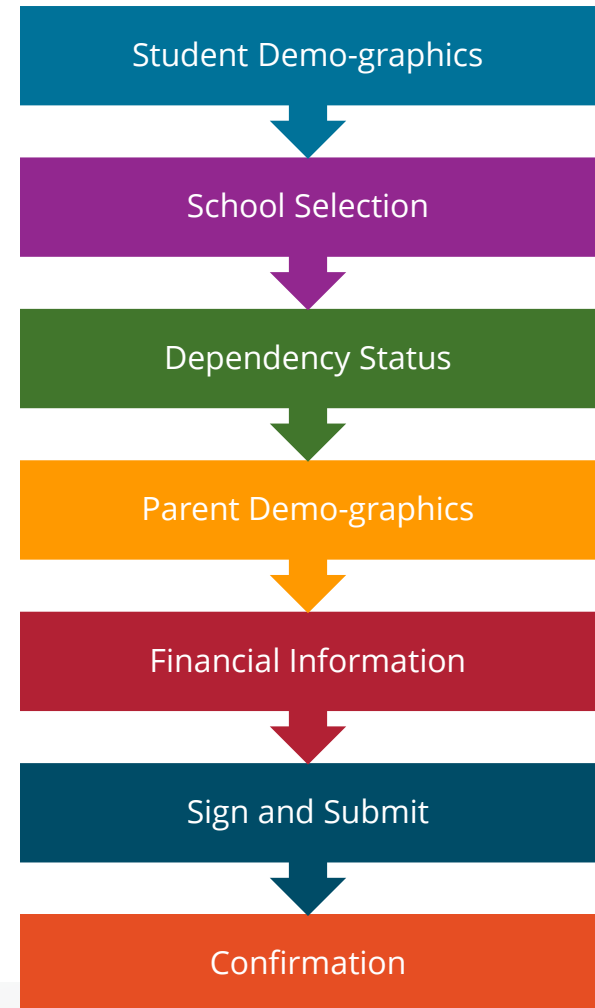 Student Demo-graphics
School Selection
Dependency Status
Parent Demo-graphics
Financial Information
Sign and Submit
Confirmation